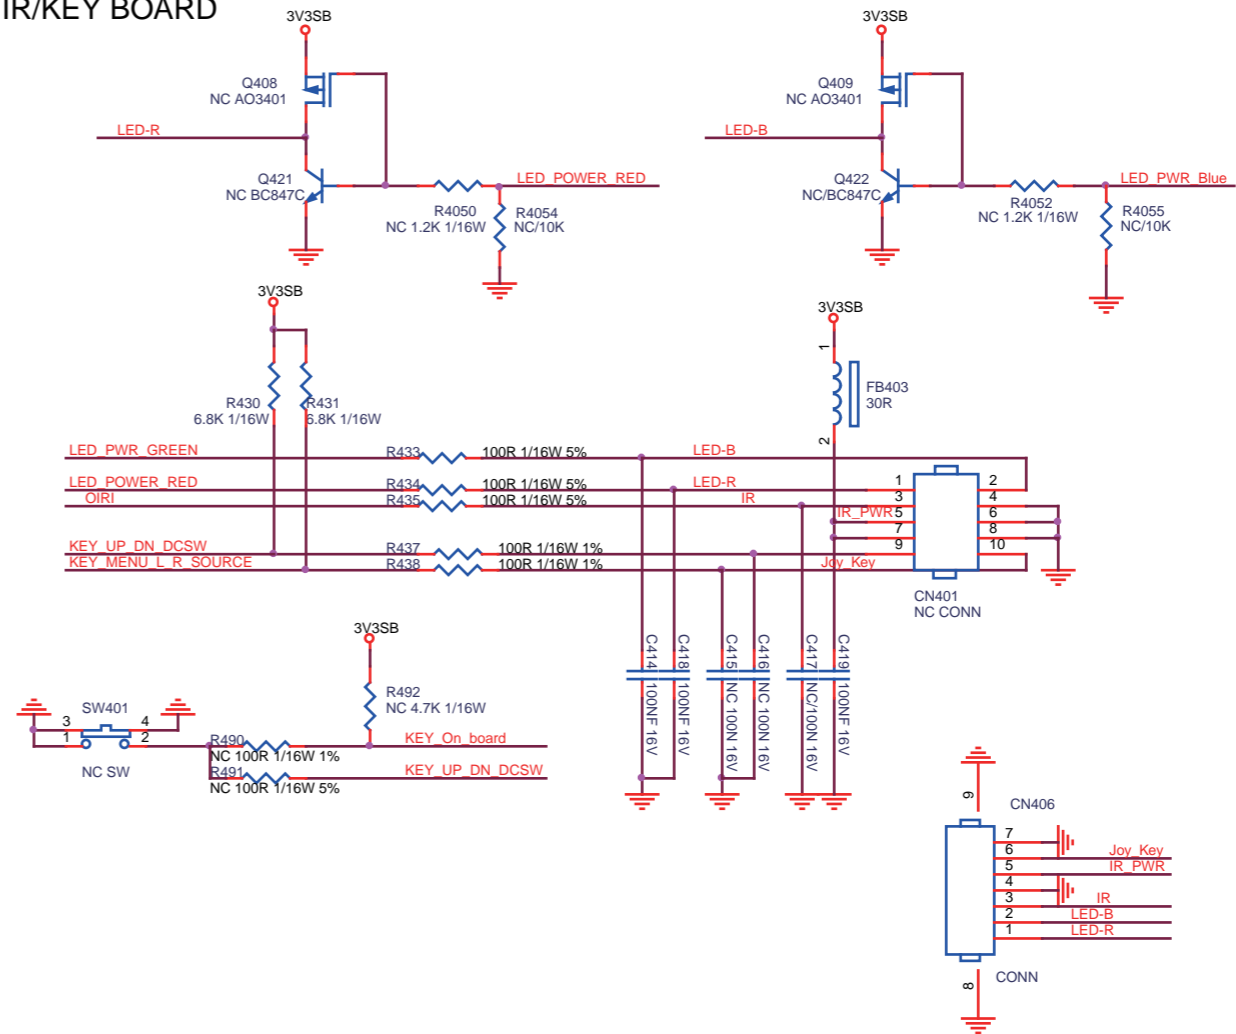 IR/KEY BOARD
3V3SB
Q408
NC AO3401
LED-R
Q421
NC BC847C
LED_POWER_RED
R4050
NC 1.2K 1/16W
R4054
NC/10K
3V3SB
Q409
NC AO3401
LED-B
Q422
NC/BC847C
LED_PWR_Blue
R4052
NC 1.2K 1/16W
R4055
NC/10K
3V3SB
R430
6.8K 1/16W
R431
6.8K 1/16W
3V3SB
1
FB403
30R
2
LED_PWR_GREEN
R433
100R 1/16W 5%
LED-B
LED_POWER_RED
R434
100R 1/16W 5%
LED-R
OIRI
R435
100R 1/16W 5%
IR
IR_PWR
KEY_UP_DN_DCSW
R437
100R 1/16W 1%
KEY_MENU_L_R_SOURCE
R438
100R 1/16W 1%
Joy_Key
1
3
5
7
9
2
4
6
8
10
CN401
NC CONN
C414 100NF 16V
C418 100NF 16V
C415 NC 100N 16V
C416 NC 100N 16V
C417 NC/100N 16V
C419 100NF 16V
3V3SB
R492
NC 4.7K 1/16W
SW401
3
4
1
2
NC SW
R490
NC 100R 1/16W 1%
KEY_On_board
R491
NC 100R 1/16W 5%
KEY_UP_DN_DCSW
9
CN406
7
6
Joy_Key
5
IR_PWR
4
3
IR
2
LED-B
1
LED-R
8
CONN